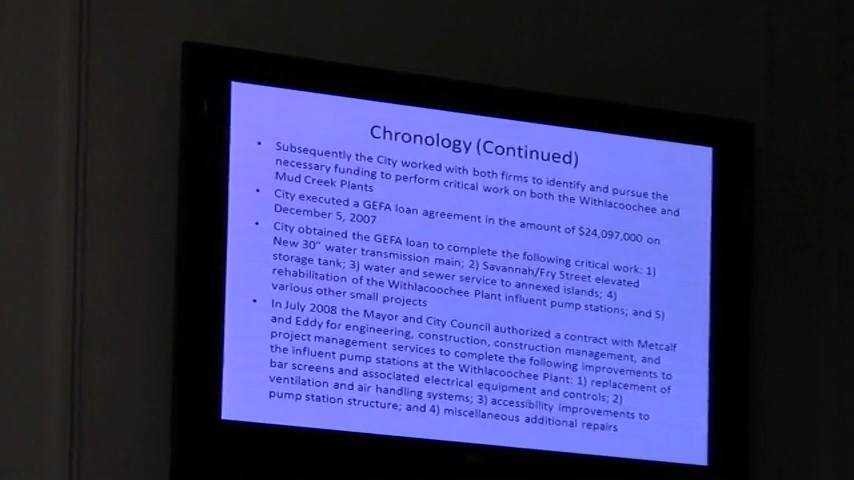 Chronology (Continued)
• Subsequently the City worked with both firms to identify and pursue the
necessary funding to perform critical work on both the Withlacoochee and
Mud Creek Plants
• City executed a GEFA loan agreement in the amount of $24,097,000 on
December 5, 2007
• City obtained the GEFA loan to complete the following critical work: 1)
New 30" water transmission main; 2) Savannah/Fry Street elevated
storage tank; 3) water and sewer service to annexed islands; 4)
rehabilitation of the Withlacoochee Plant influent pump stations; and 5)
various other small projects
• In July 2008 the Mayor and City Council authorized a contract with Metcalf
and Eddy for engineering, construction, construction management, and
project management services to complete the following improvements to
the influent pump stations at the Withlacoochee Plant: 1) replacement of
bar screens and associated electrical equipment and controls; 2)
ventilation and air handling systems; 3) accessibility improvements to
pump station structure; and 4) miscellaneous additional repairs